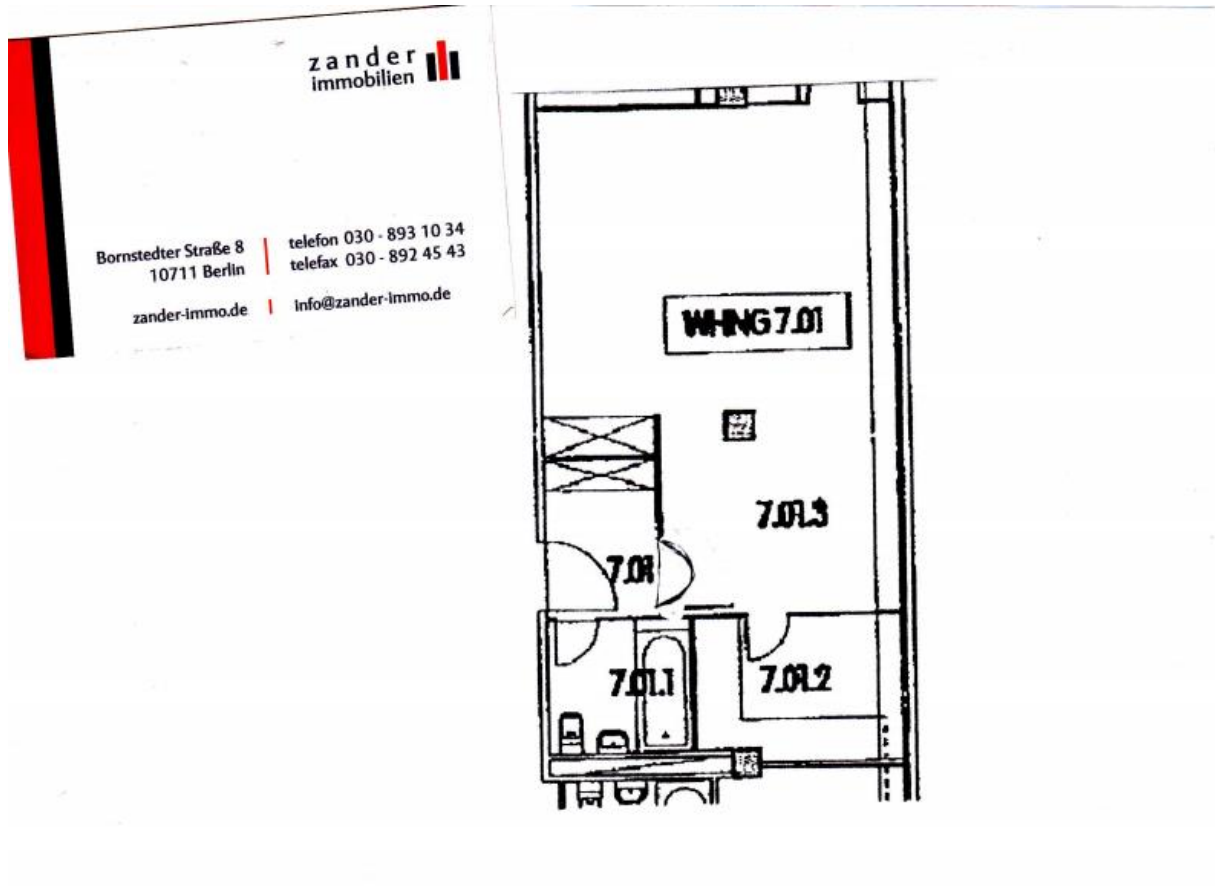 zander
immobilien
Bornstedter Straße 8
10711 Berlin
telefon 030 - 893 10 34
telefax 030 - 892 45 43
zander-immo.de
info@zander-immo.de
WHNG 7.01
7.01.3
7.01
7.01.1
7.01.2